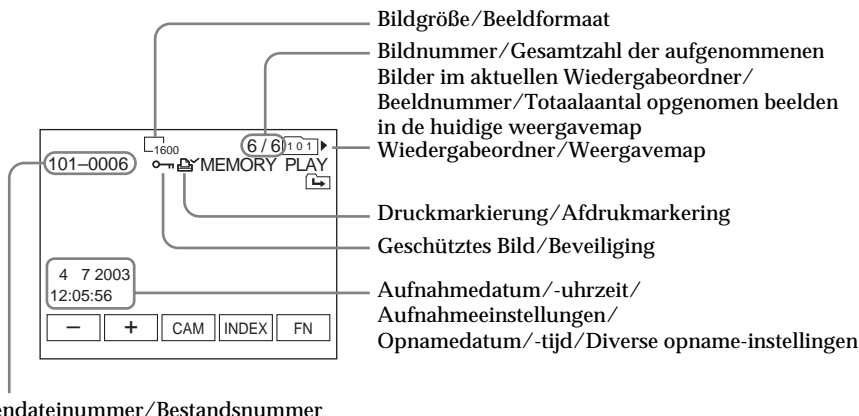 Bildgröße/Beeldformaat
Bildnummer/Gesamtzahl der aufgenommenen
Bilder im aktuellen Wiedergabeordner/
Beeldnummer/Totaalaantal opgenomen beelden
in de huidige weergavemap
Wiedergabeordner/Weergavemap
1600
6/6 101
101–0006 MEMORY PLAY
Druckmarkierung/Afdrukmarkering
Geschütztes Bild/Beveiliging
4 7 2003
12:05:56
Aufnahmedatum/-uhrzeit/
Aufnahmeeinstellungen/
Opnamedatum/-tijd/Diverse opname-instellingen
– + CAM INDEX FN
endateinummer/Bestandsnummer